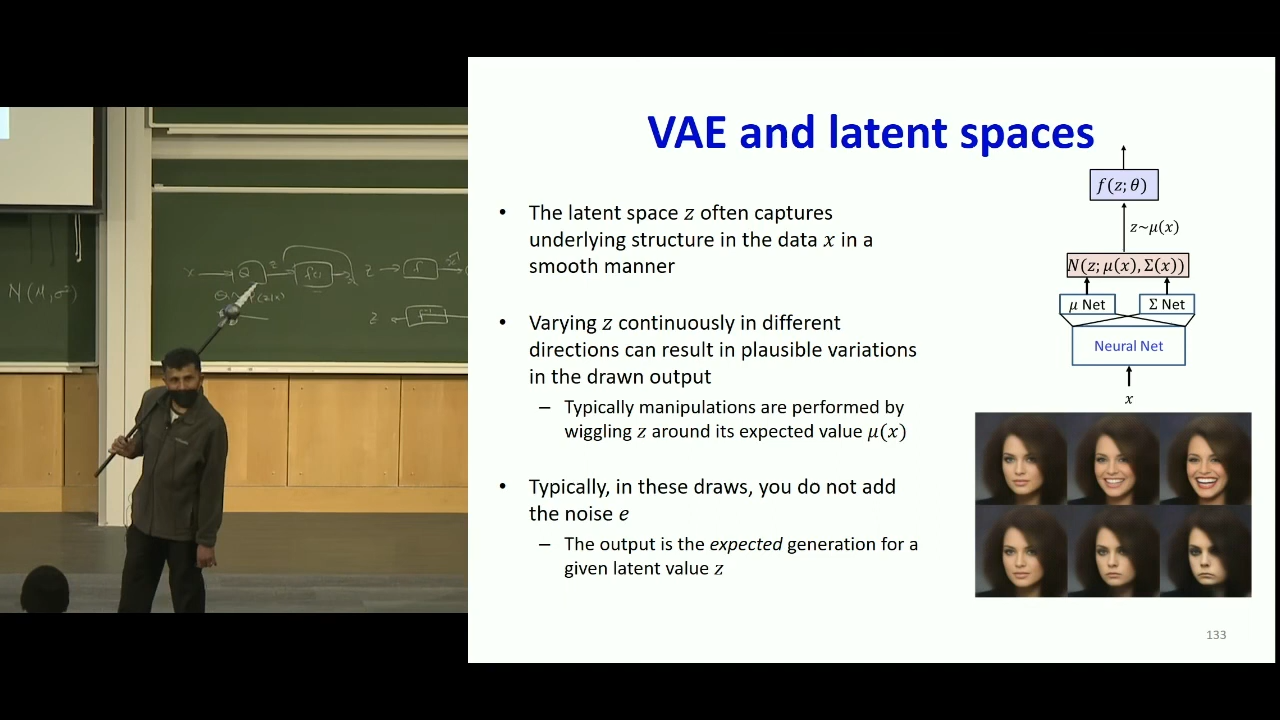 VAE and latent spaces
• The latent space z often captures
underlying structure in the data x in a
smooth manner
• Varying z continuously in different
directions can result in plausible variations
in the drawn output
– Typically manipulations are performed by
wiggling z around its expected value μ(x)
• Typically, in these draws, you do not add
the noise e
– The output is the expected generation for a
given latent value z
f(z; θ)
z~μ(x)
N(z; μ(x), Σ(x))
μ Net
Σ Net
Neural Net
x
133
N(μ, σ²)
x
Q
z
z
f
z